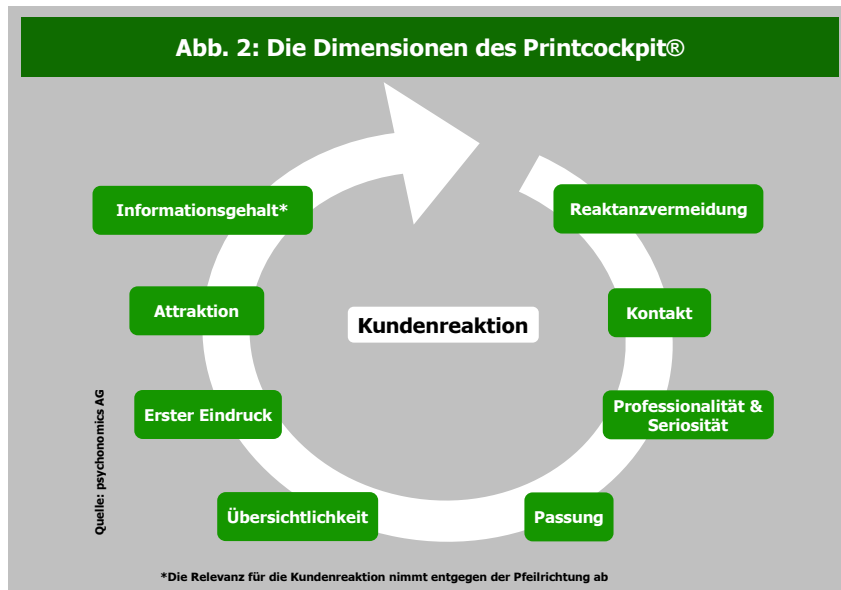 Abb. 2: Die Dimensionen des Printcockpit®
Informationsgehalt*
Reaktanzvermeidung
Attraktion
Kontakt
Kundenreaktion
Erster Eindruck
Professionalität &
Seriosität
Übersichtlichkeit
Passung
Quelle: psychonomics AG
*Die Relevanz für die Kundenreaktion nimmt entgegen der Pfeilrichtung ab